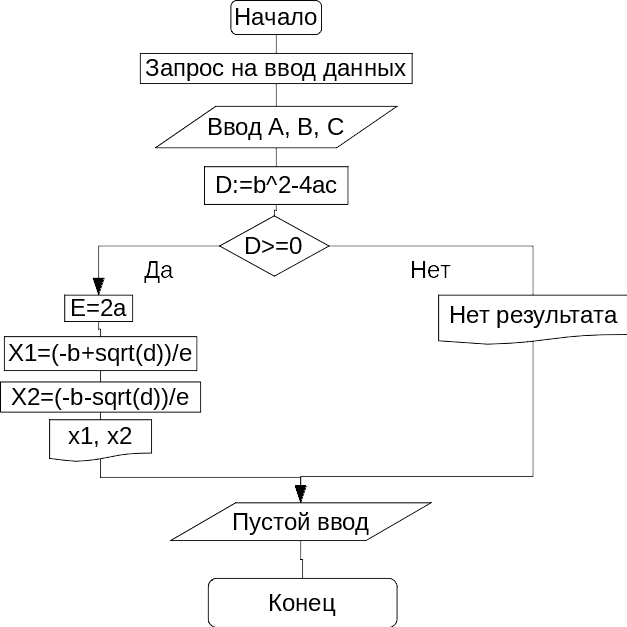 Начало
Запрос на ввод данных
Ввод A, B, C
D:=b^2-4ac
D>=0
Да
Нет
E=2a
Нет результата
X1=(-b+sqrt(d))/e
X2=(-b-sqrt(d))/e
x1, x2
Пустой ввод
Конец